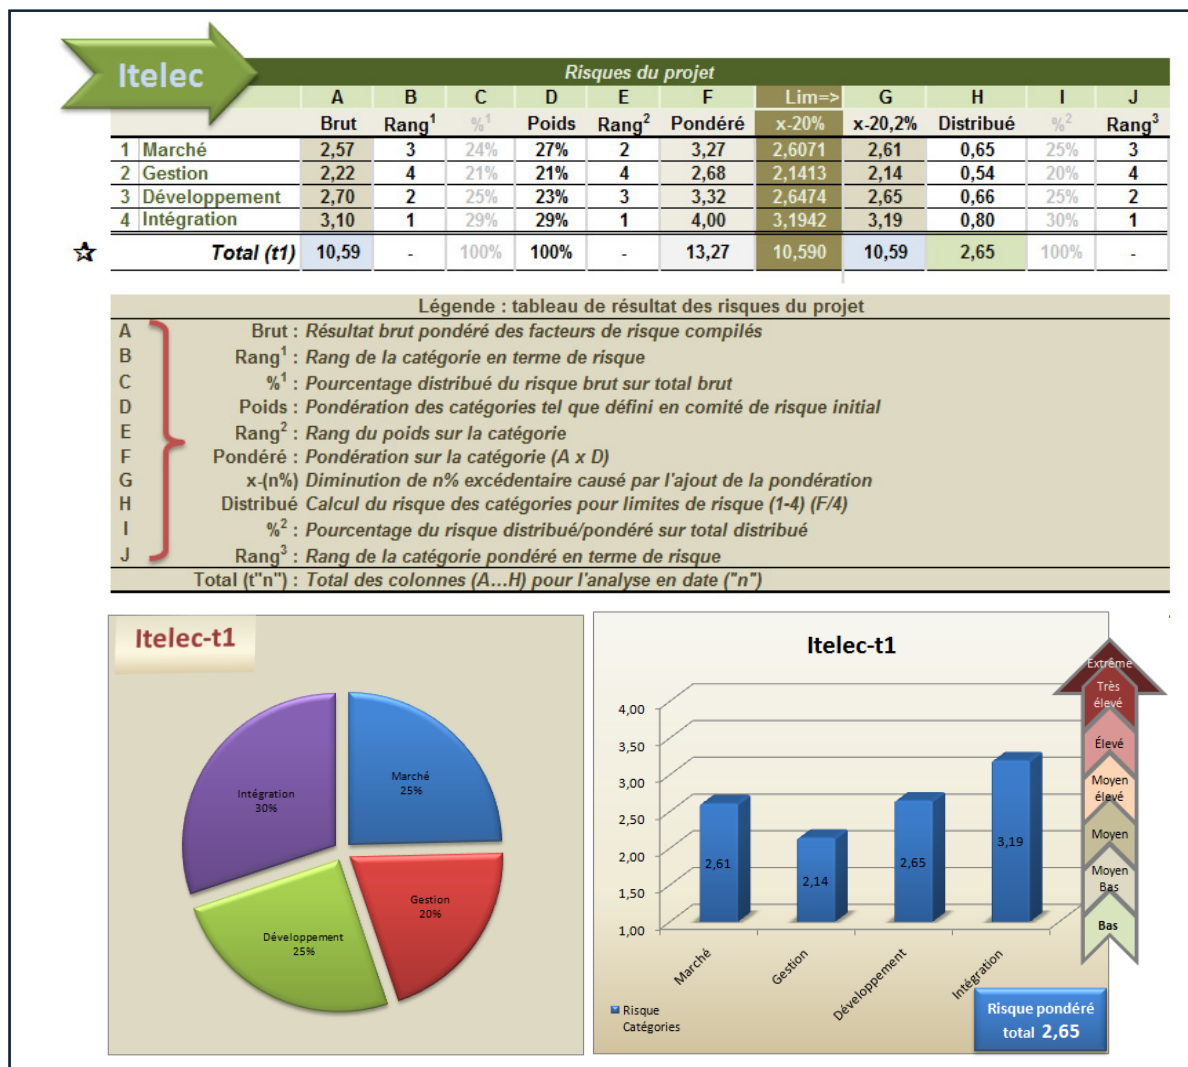 Itelec
Risques du projet
A B C D E F Lim=> G H I J
Brut Rang¹ %¹ Poids Rang² Pondéré x-20% x-20,2% Distribué %² Rang³
1 Marché 2,57 3 24% 27% 2 3,27 2,6071 2,61 0,65 25% 3
2 Gestion 2,22 4 21% 21% 4 2,68 2,1413 2,14 0,54 20% 4
3 Développement 2,70 2 25% 23% 3 3,32 2,6474 2,65 0,66 25% 2
4 Intégration 3,10 1 29% 29% 1 4,00 3,1942 3,19 0,80 30% 1
Total (t1) 10,59 - 100% 100% - 13,27 10,590 10,59 2,65 100% -
Légende : tableau de résultat des risques du projet
A Brut : Résultat brut pondéré des facteurs de risque compilés
B Rang¹ : Rang de la catégorie en terme de risque
C %¹ : Pourcentage distribué du risque brut sur total brut
D Poids : Pondération des catégories tel que défini en comité de risque initial
E Rang² : Rang du poids sur la catégorie
F Pondéré : Pondération sur la catégorie (A x D)
G x-(n%) Diminution de n% excédentaire causé par l'ajout de la pondération
H Distribué Calcul du risque des catégories pour limites de risque (1-4) (F/4)
I %² : Pourcentage du risque distribué/pondéré sur total distribué
J Rang³ : Rang de la catégorie pondéré en terme de risque
Total (t"n") : Total des colonnes (A...H) pour l'analyse en date ("n")
Itelec-t1
Marché
25%
Intégration
30%
Gestion
20%
Développement
25%
Itelec-t1
4,00
3,50
3,00
2,50
2,00
1,50
1,00
2,61
2,14
2,65
3,19
Marché
Gestion
Développement
Intégration
Risque
Catégories
Extrême
Très
élevé
Élevé
Moyen
élevé
Moyen
Moyen
Bas
Bas
Risque pondéré
total 2,65